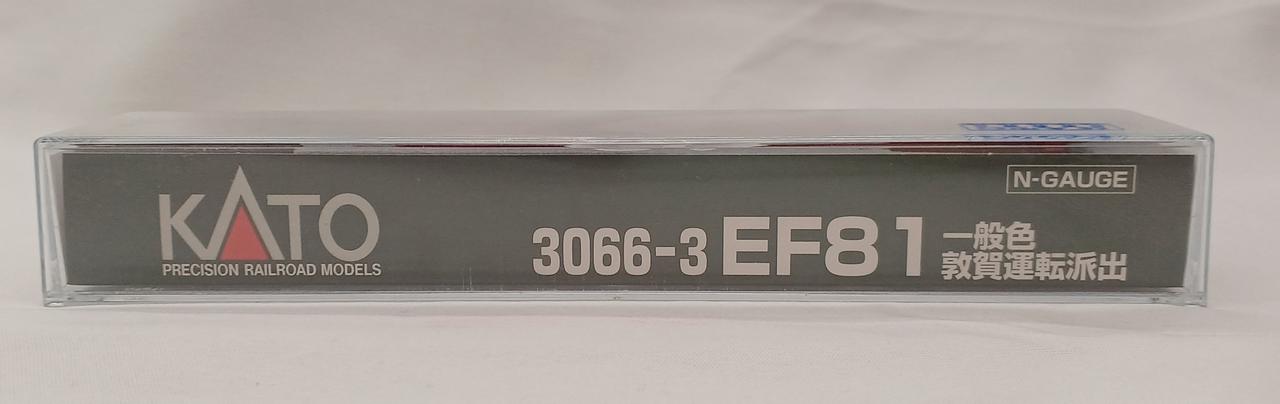 KATO
PRECISION RAILROAD MODELS
N-GAUGE
3066-3 EF81 一般色
敦賀運転派出